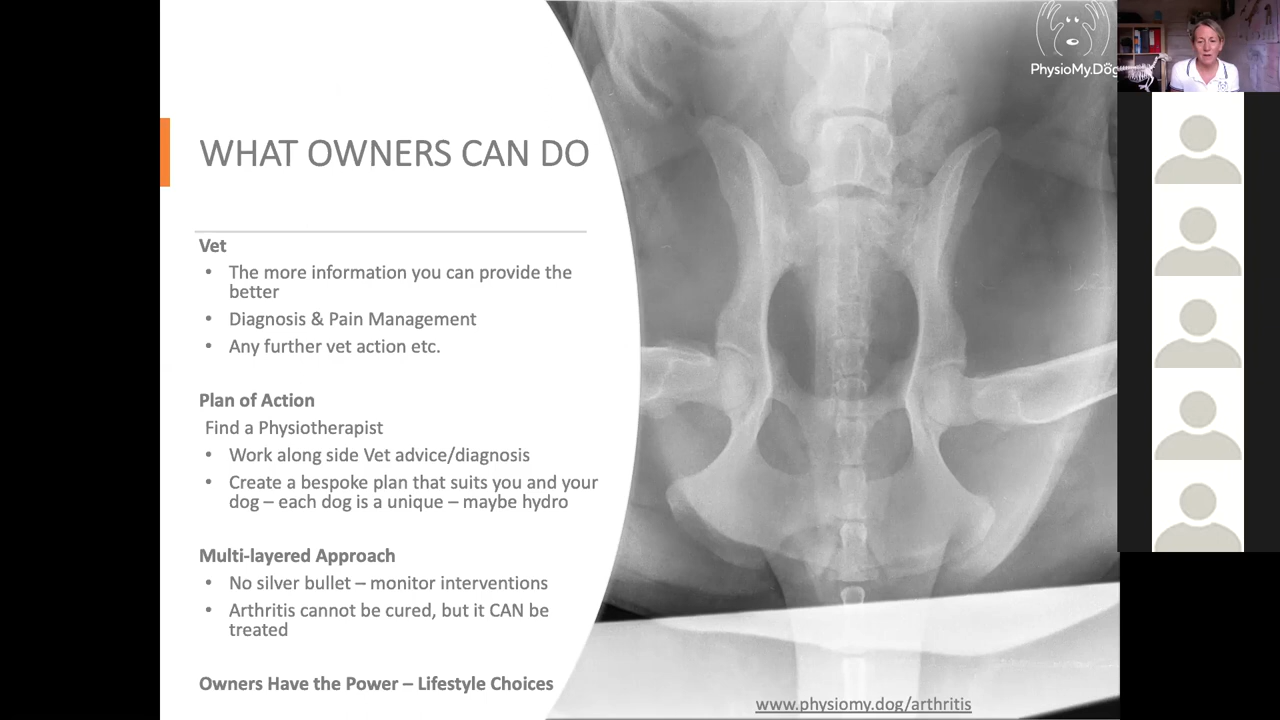 PhysioMy.Dog
WHAT OWNERS CAN DO
Vet
• The more information you can provide the
better
• Diagnosis & Pain Management
• Any further vet action etc.
Plan of Action
Find a Physiotherapist
• Work along side Vet advice/diagnosis
• Create a bespoke plan that suits you and your
dog – each dog is a unique – maybe hydro
Multi-layered Approach
• No silver bullet – monitor interventions
• Arthritis cannot be cured, but it CAN be
treated
Owners Have the Power – Lifestyle Choices
www.physiomy.dog/arthritis